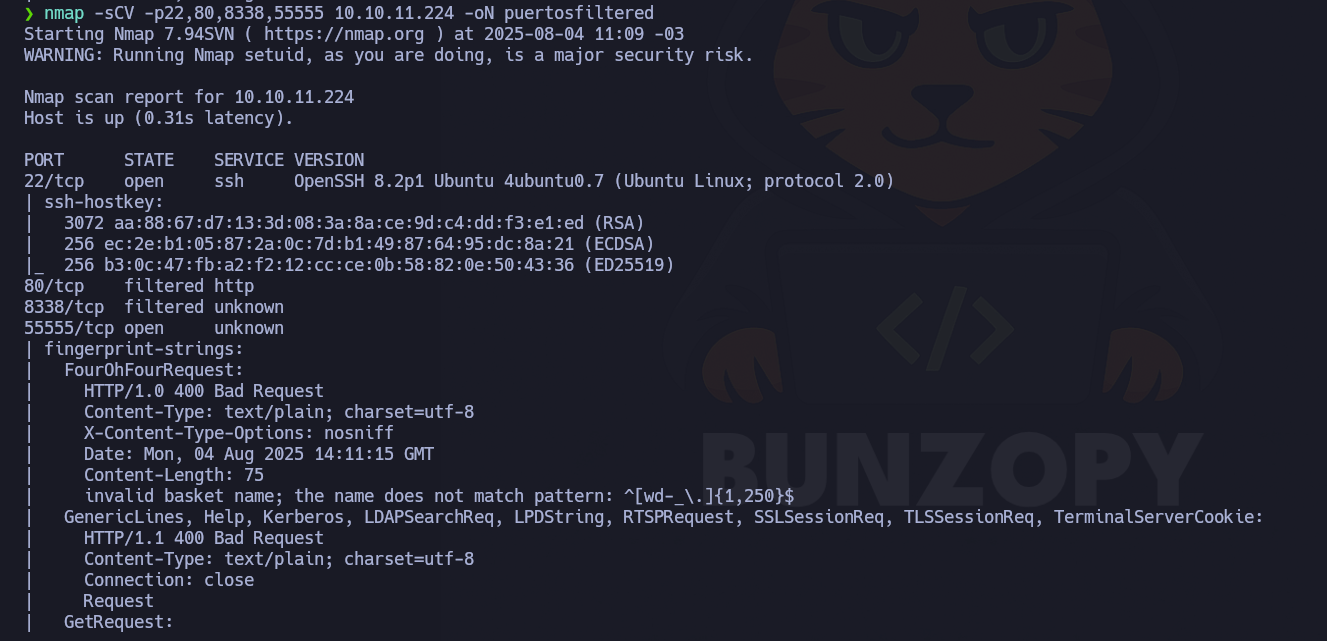 ❯ nmap -sCV -p22,80,8338,55555 10.10.11.224 -oN puertosfiltered
Starting Nmap 7.94SVN ( https://nmap.org ) at 2025-08-04 11:09 -03
WARNING: Running Nmap setuid, as you are doing, is a major security risk.

Nmap scan report for 10.10.11.224
Host is up (0.31s latency).

PORT      STATE    SERVICE VERSION
22/tcp    open     ssh     OpenSSH 8.2p1 Ubuntu 4ubuntu0.7 (Ubuntu Linux; protocol 2.0)
| ssh-hostkey:
|   3072 aa:88:67:d7:13:3d:08:3a:8a:ce:9d:c4:dd:f3:e1:ed (RSA)
|   256 ec:2e:b1:05:87:2a:0c:7d:b1:49:87:64:95:dc:8a:21 (ECDSA)
|_  256 b3:0c:47:fb:a2:f2:12:cc:ce:0b:58:82:0e:50:43:36 (ED25519)
80/tcp    filtered http
8338/tcp  filtered unknown
55555/tcp open     unknown
| fingerprint-strings:
|   FourOhFourRequest:
|     HTTP/1.0 400 Bad Request
|     Content-Type: text/plain; charset=utf-8
|     X-Content-Type-Options: nosniff
|     Date: Mon, 04 Aug 2025 14:11:15 GMT
|     Content-Length: 75
|     invalid basket name; the name does not match pattern: ^[wd-_\.]{1,250}$
|   GenericLines, Help, Kerberos, LDAPSearchReq, LPDString, RTSPRequest, SSLSessionReq, TLSSessionReq, TerminalServerCookie:
|     HTTP/1.1 400 Bad Request
|     Content-Type: text/plain; charset=utf-8
|     Connection: close
|     Request
|   GetRequest:
</> 
BUNZOPY